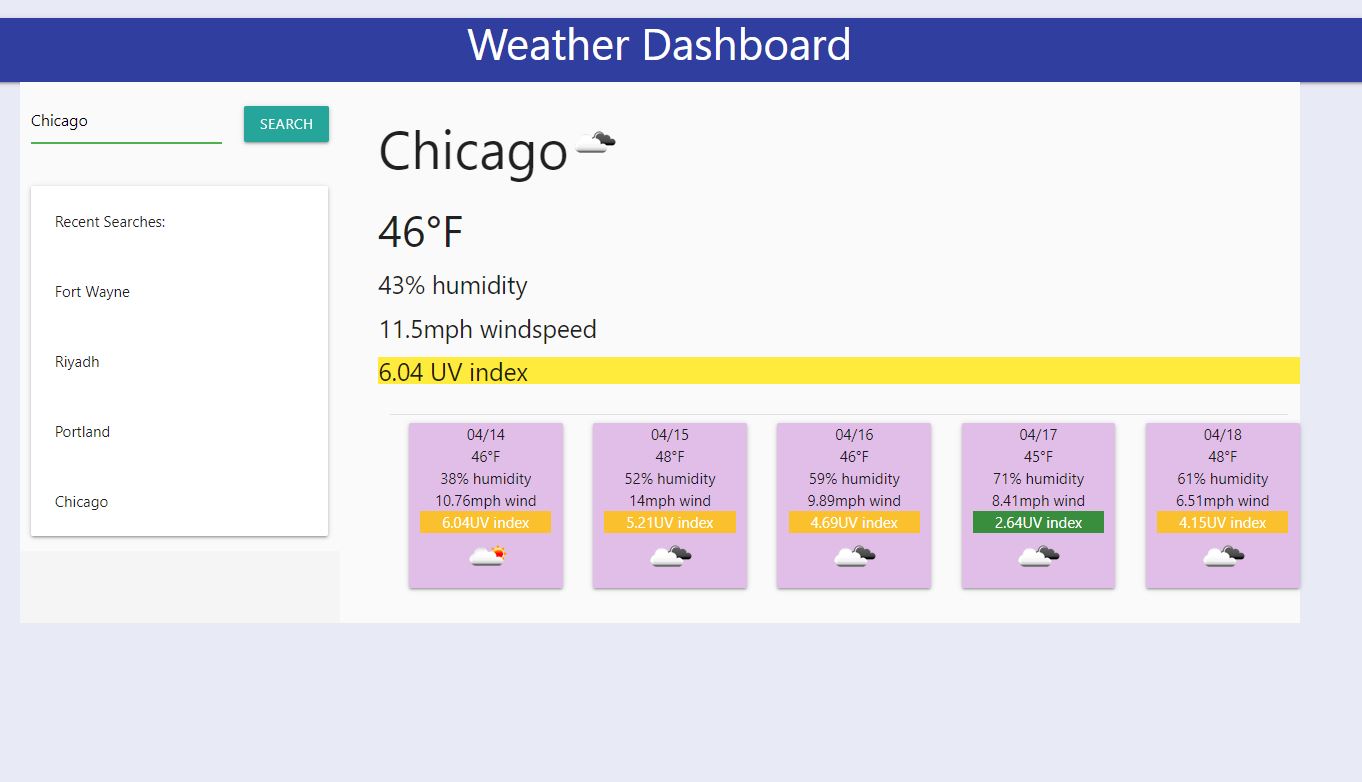 Weather Dashboard
Chicago
SEARCH
Recent Searches:
Fort Wayne
Riyadh
Portland
Chicago
Chicago
46°F
43% humidity
11.5mph windspeed
6.04 UV index
04/14
46°F
38% humidity
10.76mph wind
6.04UV index
04/15
48°F
52% humidity
14mph wind
5.21UV index
04/16
46°F
59% humidity
9.89mph wind
4.69UV index
04/17
45°F
71% humidity
8.41mph wind
2.64UV index
04/18
48°F
61% humidity
6.51mph wind
4.15UV index